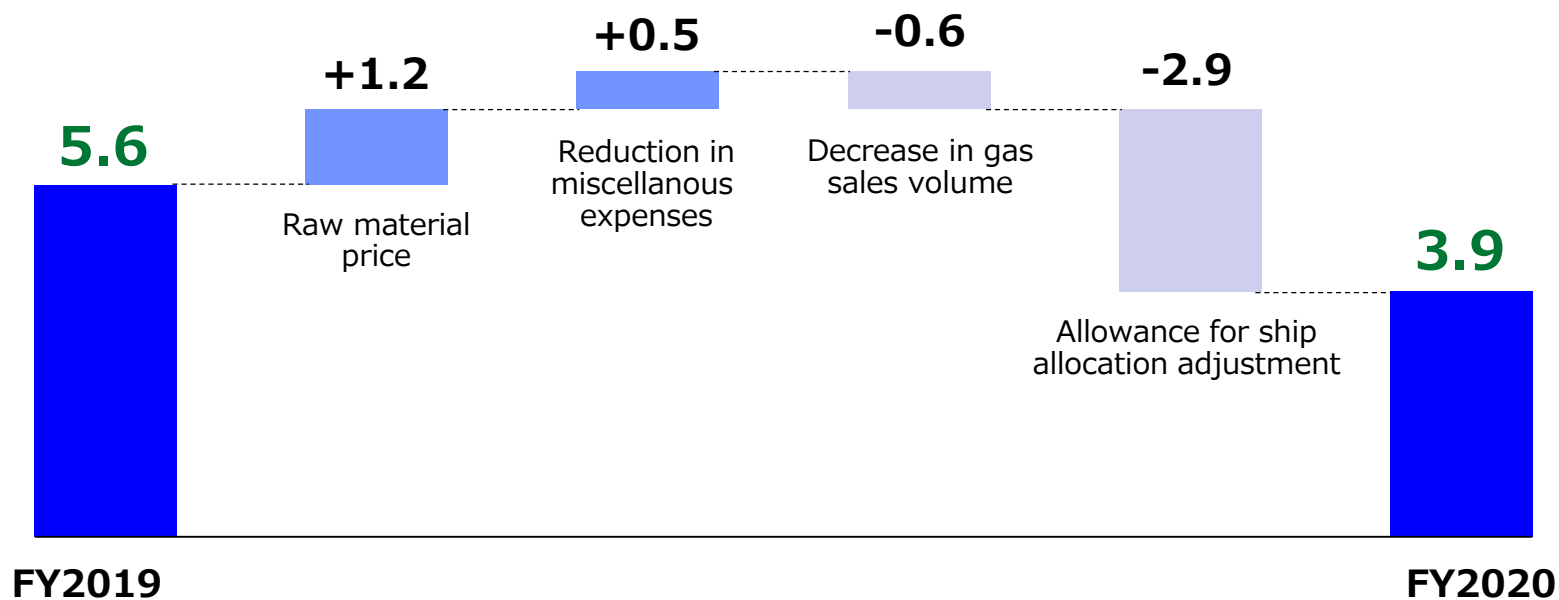 5.6
+1.2
Raw material
price
+0.5
Reduction in
miscellanous
expenses
-0.6
Decrease in gas
sales volume
-2.9
Allowance for ship
allocation adjustment
3.9
FY2019
FY2020